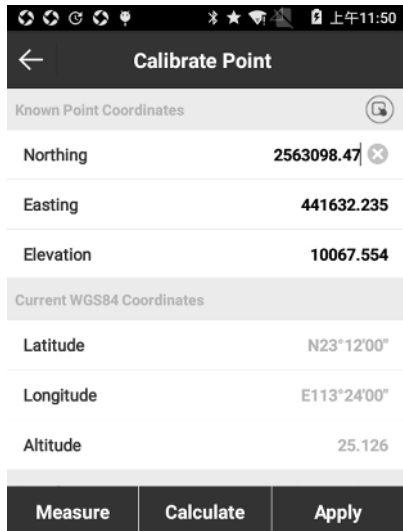 上午11:50
Calibrate Point
Known Point Coordinates
Northing 2563098.47
Easting 441632.235
Elevation 10067.554
Current WGS84 Coordinates
Latitude N23°12'00"
Longitude E113°24'00"
Altitude 25.126
Measure Calculate Apply